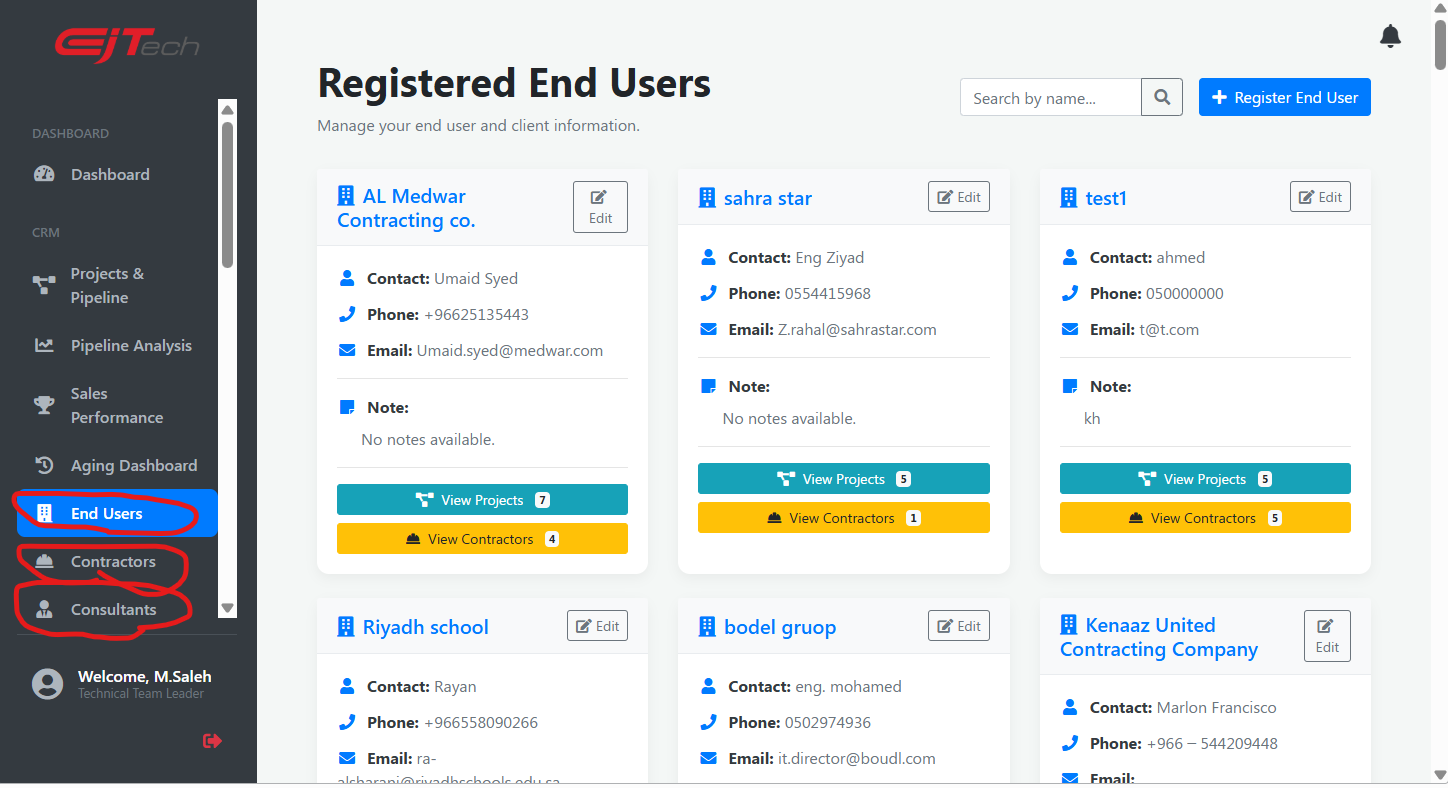 EjTech
DASHBOARD
Dashboard
CRM
Projects &
Pipeline
Pipeline Analysis
Sales
Performance
Aging Dashboard
End Users
Contractors
Consultants
Welcome, M.Saleh
Technical Team Leader
Registered End Users
Manage your end user and client information.
Search by name...
Register End User
AL Medwar
Contracting co.
Edit
Contact: Umaid Syed
Phone: +96625135443
Email: Umaid.syed@medwar.com
Note:
No notes available.
View Projects 7
View Contractors 4
sahra star
Edit
Contact: Eng Ziyad
Phone: 0554415968
Email: Z.rahal@sahrastar.com
Note:
No notes available.
View Projects 5
View Contractors 1
test1
Edit
Contact: ahmed
Phone: 050000000
Email: t@t.com
Note:
kh
View Projects 5
View Contractors 5
Riyadh school
Edit
Contact: Rayan
Phone: +966558090266
Email: ra-
alsharani@riyadhschools.edu.sa
bodel gruop
Edit
Contact: eng. mohamed
Phone: 0502974936
Email: it.director@boudl.com
Kenaaz United
Contracting Company
Edit
Contact: Marlon Francisco
Phone: +966 – 544209448
Email: